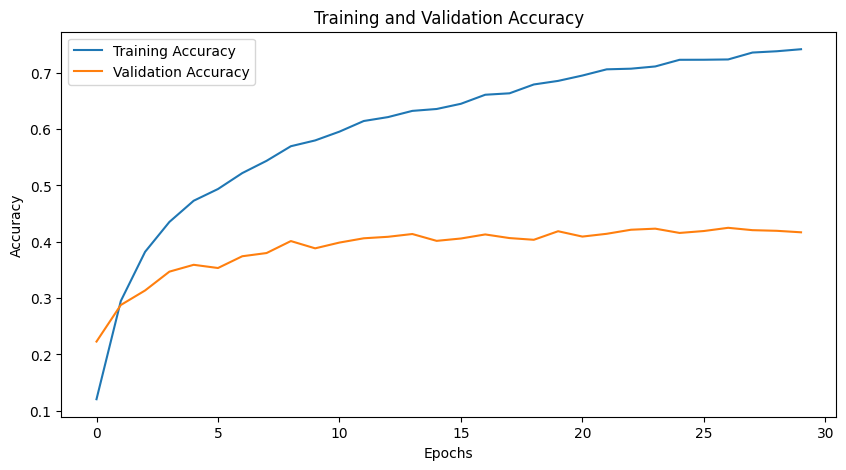 Training and Validation Accuracy
Training Accuracy
Validation Accuracy
Accuracy
0.7
0.6
0.5
0.4
0.3
0.2
0.1
0 5 10 15 20 25 30
Epochs